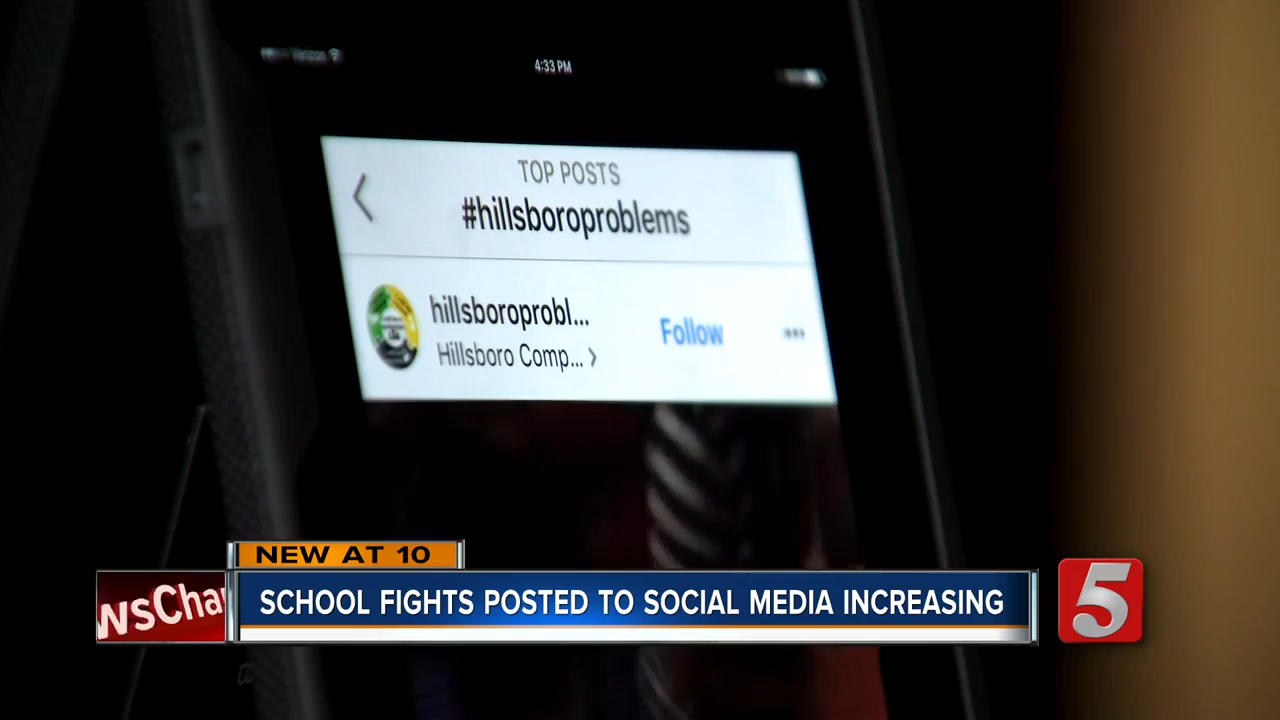 Verizon
4:33 PM
TOP POSTS
#hillsboroproblems
hillsboroprobl...
Follow
Hillsboro Comp...
NEW AT 10
wsCha
SCHOOL FIGHTS POSTED TO SOCIAL MEDIA INCREASING
5